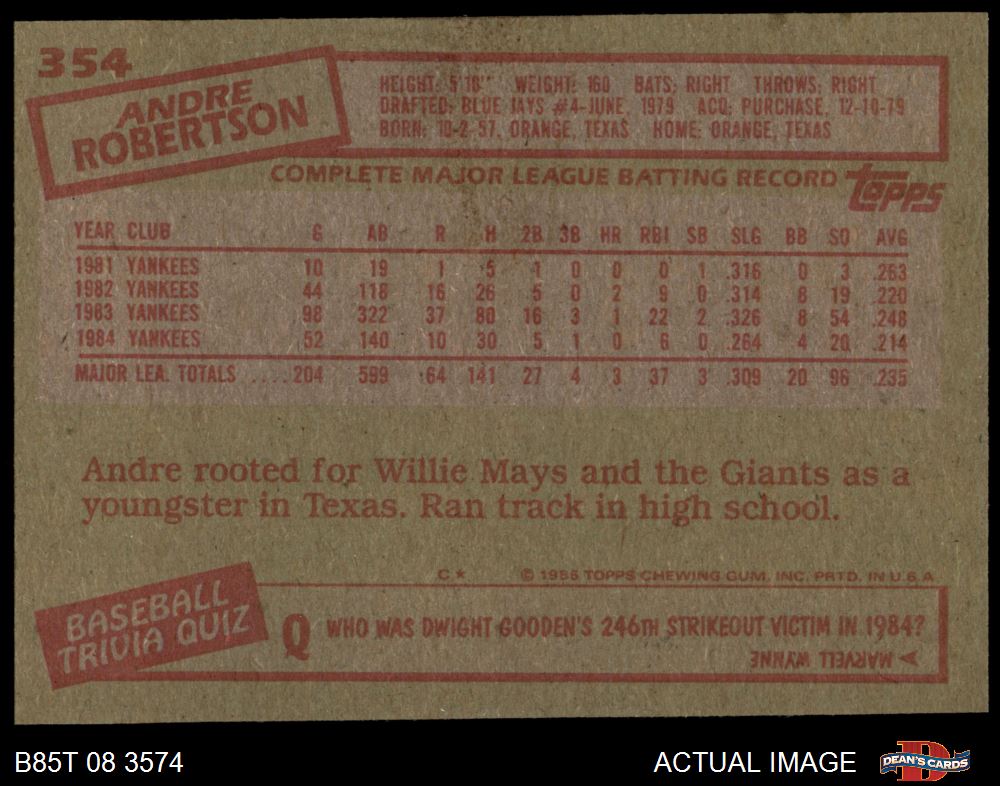 354
ANDRE
ROBERTSON
HEIGHT: 5'10" WEIGHT: 160 BATS: RIGHT THROWS: RIGHT
DRAFTED: BLUE JAYS #4-JUNE, 1979 ACQ: PURCHASE, 12-10-79
BORN: 10-2-57, ORANGE, TEXAS HOME: ORANGE, TEXAS
COMPLETE MAJOR LEAGUE BATTING RECORD
topps
YEAR CLUB G AB R H 2B 3B HR RBI SB SLG BB SO AVG
1981 YANKEES 10 19 1 5 1 0 0 0 1 .316 0 3 .263
1982 YANKEES 44 118 16 26 5 0 2 9 0 .314 8 19 .220
1983 YANKEES 98 322 37 80 16 3 1 22 2 .326 8 54 .248
1984 YANKEES 52 140 10 30 5 1 0 6 0 .264 4 20 .214
MAJOR LEA. TOTALS ....204 599 64 141 27 4 3 37 3 .309 20 96 .235
Andre rooted for Willie Mays and the Giants as a
youngster in Texas. Ran track in high school.
C* © 1985 TOPPS CHEWING GUM, INC. PRTD. IN U.S.A.
BASEBALL
TRIVIA QUIZ
Q WHO WAS DWIGHT GOODEN'S 246TH STRIKEOUT VICTIM IN 1984?
MARVELL WYNNE
B85T 08 3574
ACTUAL IMAGE
D
DEAN'S CARDS